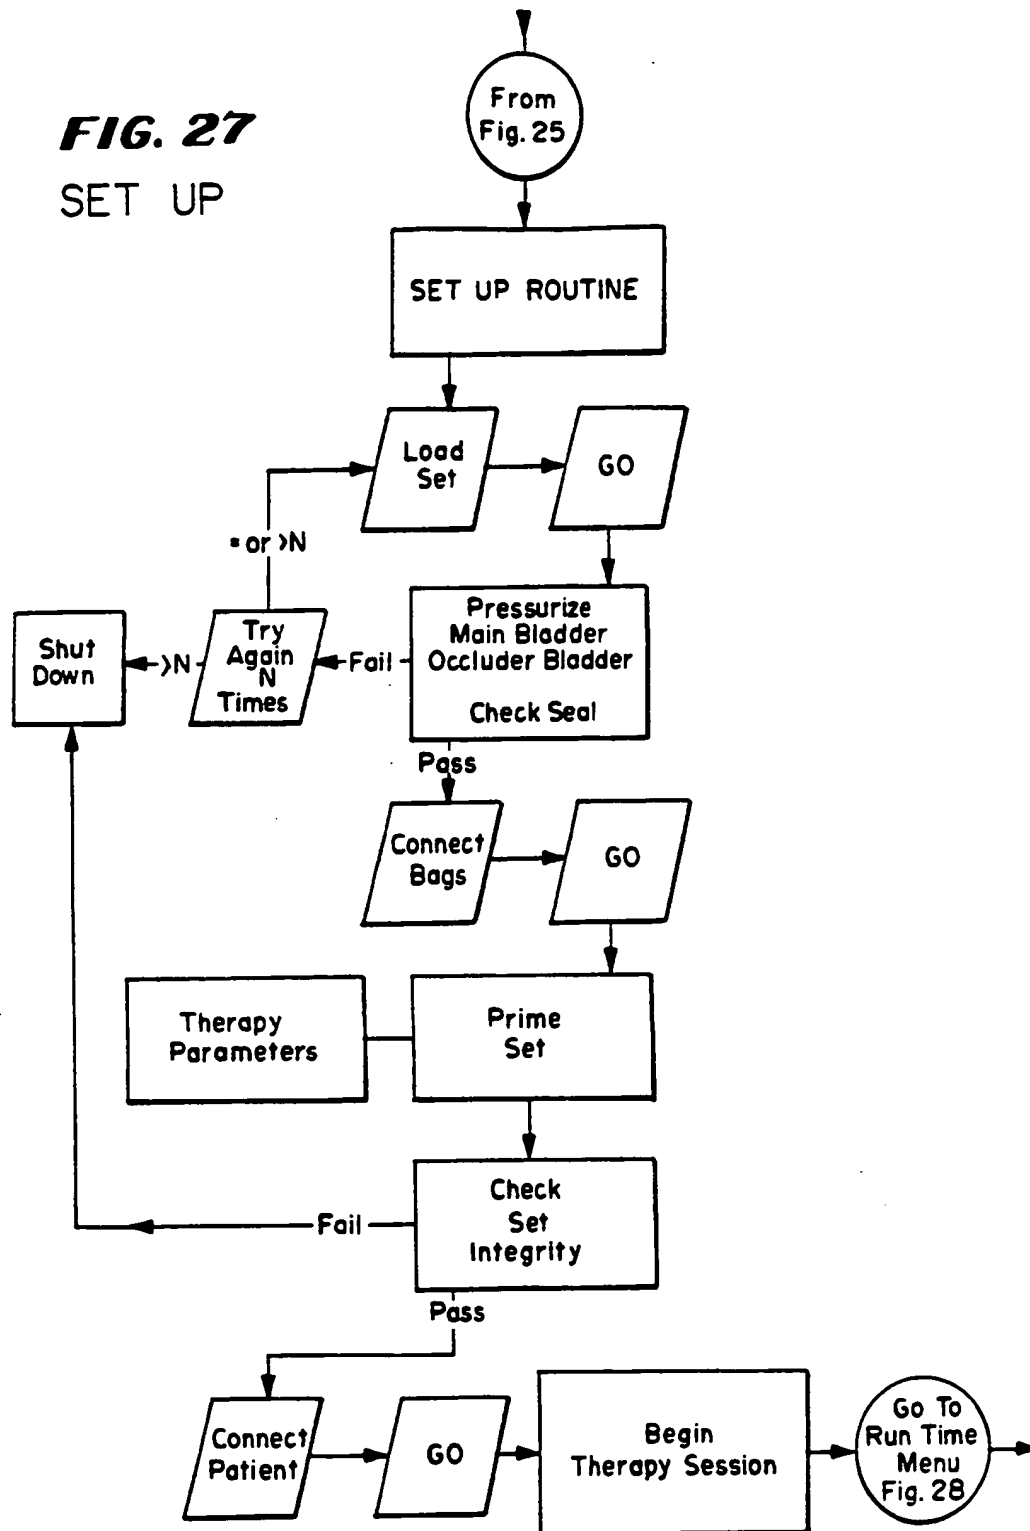 FIG. 27
SET UP
From
Fig. 25
SET UP ROUTINE
Load
Set
GO
= or >N
Pressurize
Main Bladder
Occluder Bladder
Check Seal
Fail
Try
Again
N
Times
>N
Shut
Down
Pass
Connect
Bags
GO
Therapy
Parameters
Prime
Set
Check
Set
Integrity
Fail
Pass
Connect
Patient
GO
Begin
Therapy Session
Go To
Run Time
Menu
Fig. 28